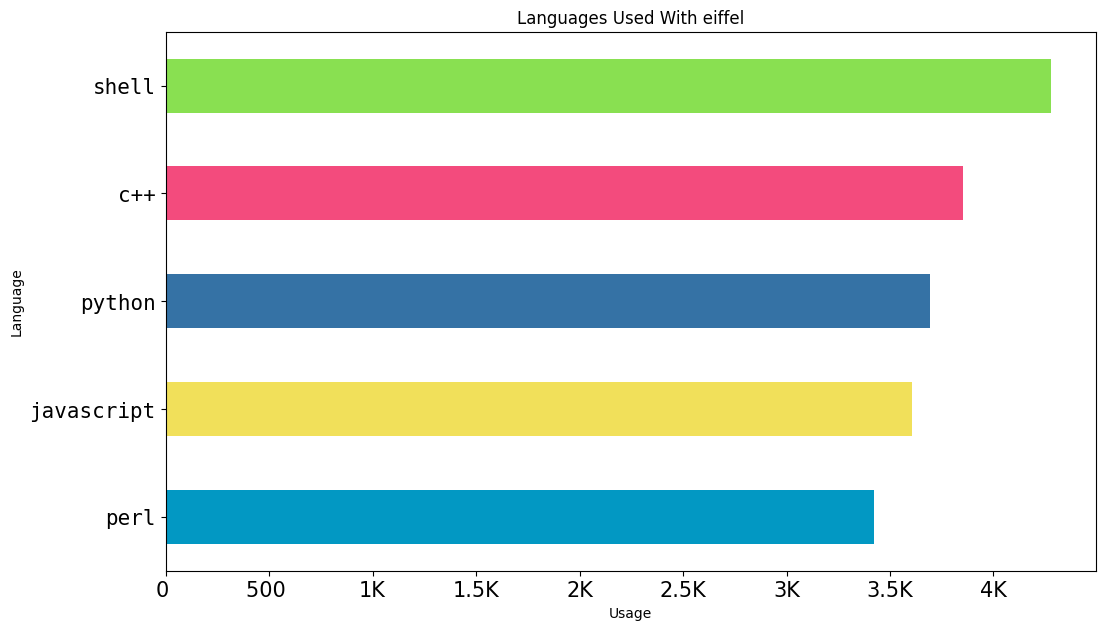 Languages Used With eiffel
shell
c++
python
javascript
perl
Language
0 500 1K 1.5K 2K 2.5K 3K 3.5K 4K
Usage